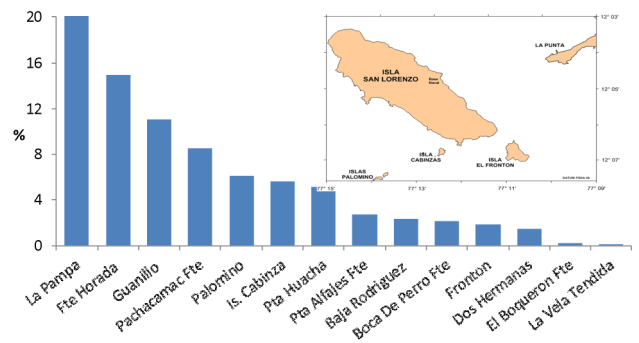 20
16
12
8
4
0
%
La Pampa
Fte Horada
Guanillo
Pachacamac Fte
Palomino
Is. Cabinza
Pta Huacha
Pta Alfajes Fte
Baja Rodriguez
Boca De Perro Fte
Fronton
Dos Hermanas
El Boqueron Fte
La Vela Tendida
LA PUNTA
ISLA
SAN LORENZO
ISLA
CABINZAS
ISLA
EL FRONTON
ISLAS
PALOMINO
12° 03'
12° 05'
12° 07'
77° 15'
77° 13'
77° 11'
77° 09'